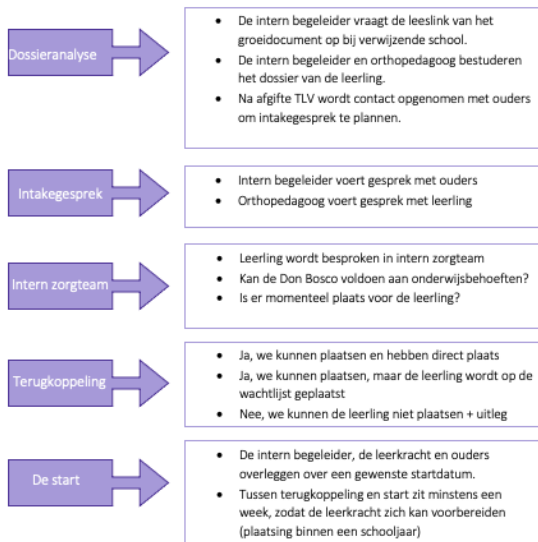 Dossieranalyse
• De intern begeleider vraagt de leeslink van het
groeidocument op bij verwijzende school.
• De intern begeleider en orthopedagoog bestuderen
het dossier van de leerling.
• Na afgifte TLV wordt contact opgenomen met ouders
om intakegesprek te plannen.
Intakegesprek
• Intern begeleider voert gesprek met ouders
• Orthopedagoog voert gesprek met leerling
Intern zorgteam
• Leerling wordt besproken in intern zorgteam
• Kan de Don Bosco voldoen aan onderwijsbehoeften?
• Is er momenteel plaats voor de leerling?
Terugkoppeling
• Ja, we kunnen plaatsen en hebben direct plaats
• Ja, we kunnen plaatsen, maar de leerling wordt op de
wachtlijst geplaatst
• Nee, we kunnen de leerling niet plaatsen + uitleg
De start
• De intern begeleider, de leerkracht en ouders
overleggen over een gewenste startdatum.
• Tussen terugkoppeling en start zit minstens een
week, zodat de leerkracht zich kan voorbereiden
(plaatsing binnen een schooljaar)